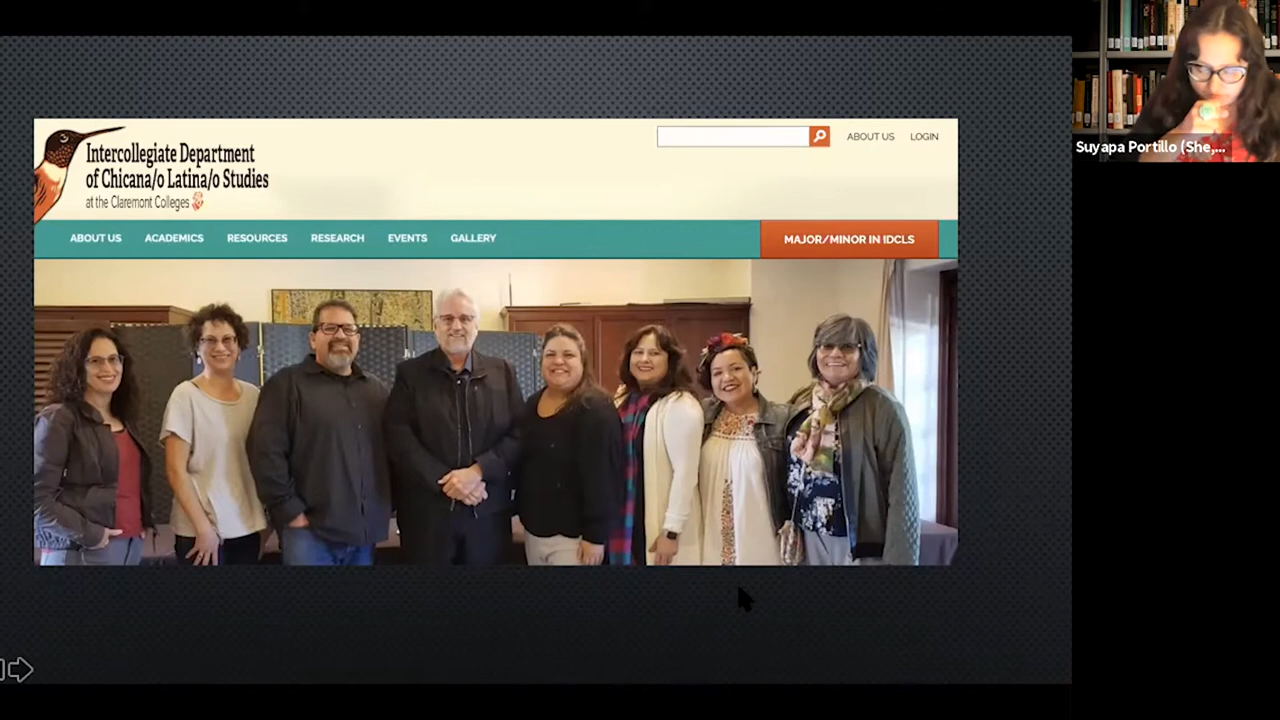 Intercollegiate Department
of Chicana/o Latina/o Studies
at the Claremont Colleges
ABOUT US LOGIN
ABOUT US ACADEMICS RESOURCES RESEARCH EVENTS GALLERY MAJOR/MINOR IN IDCLS
Suyapa Portillo (She,...